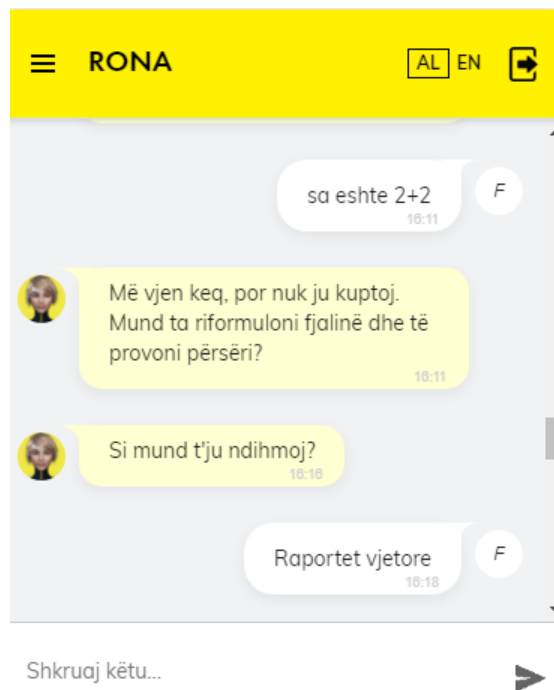 RONA
AL EN
sa eshte 2+2
F
16:11
Më vjen keq, por nuk ju kuptoj.
Mund ta riformuloni fjalinë dhe të
provoni përsëri?
16:11
Si mund t'ju ndihmoj?
16:16
Raportet vjetore
F
16:18
Shkruaj këtu...